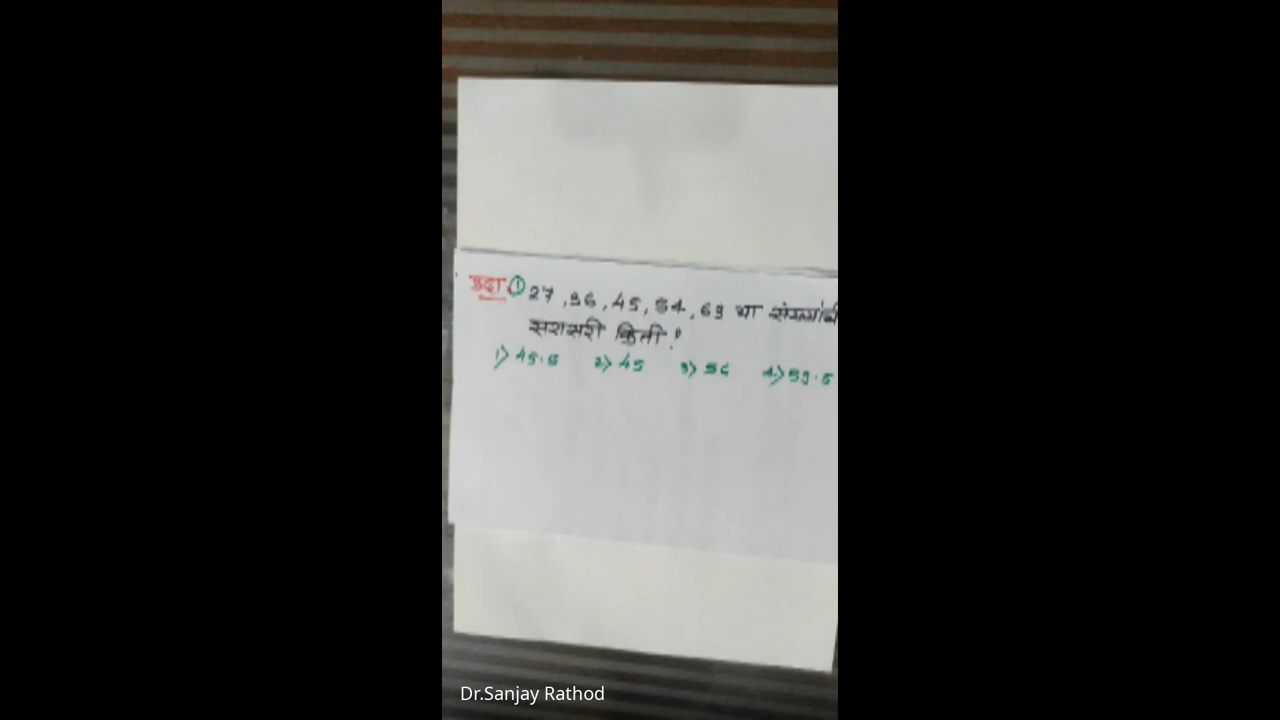 उदा ① 27, 36, 45, 54, 63 या संख्यांची
सरासरी किती?
1) 45.5 2) 45 3) 56 4) 59.5
Dr.Sanjay Rathod